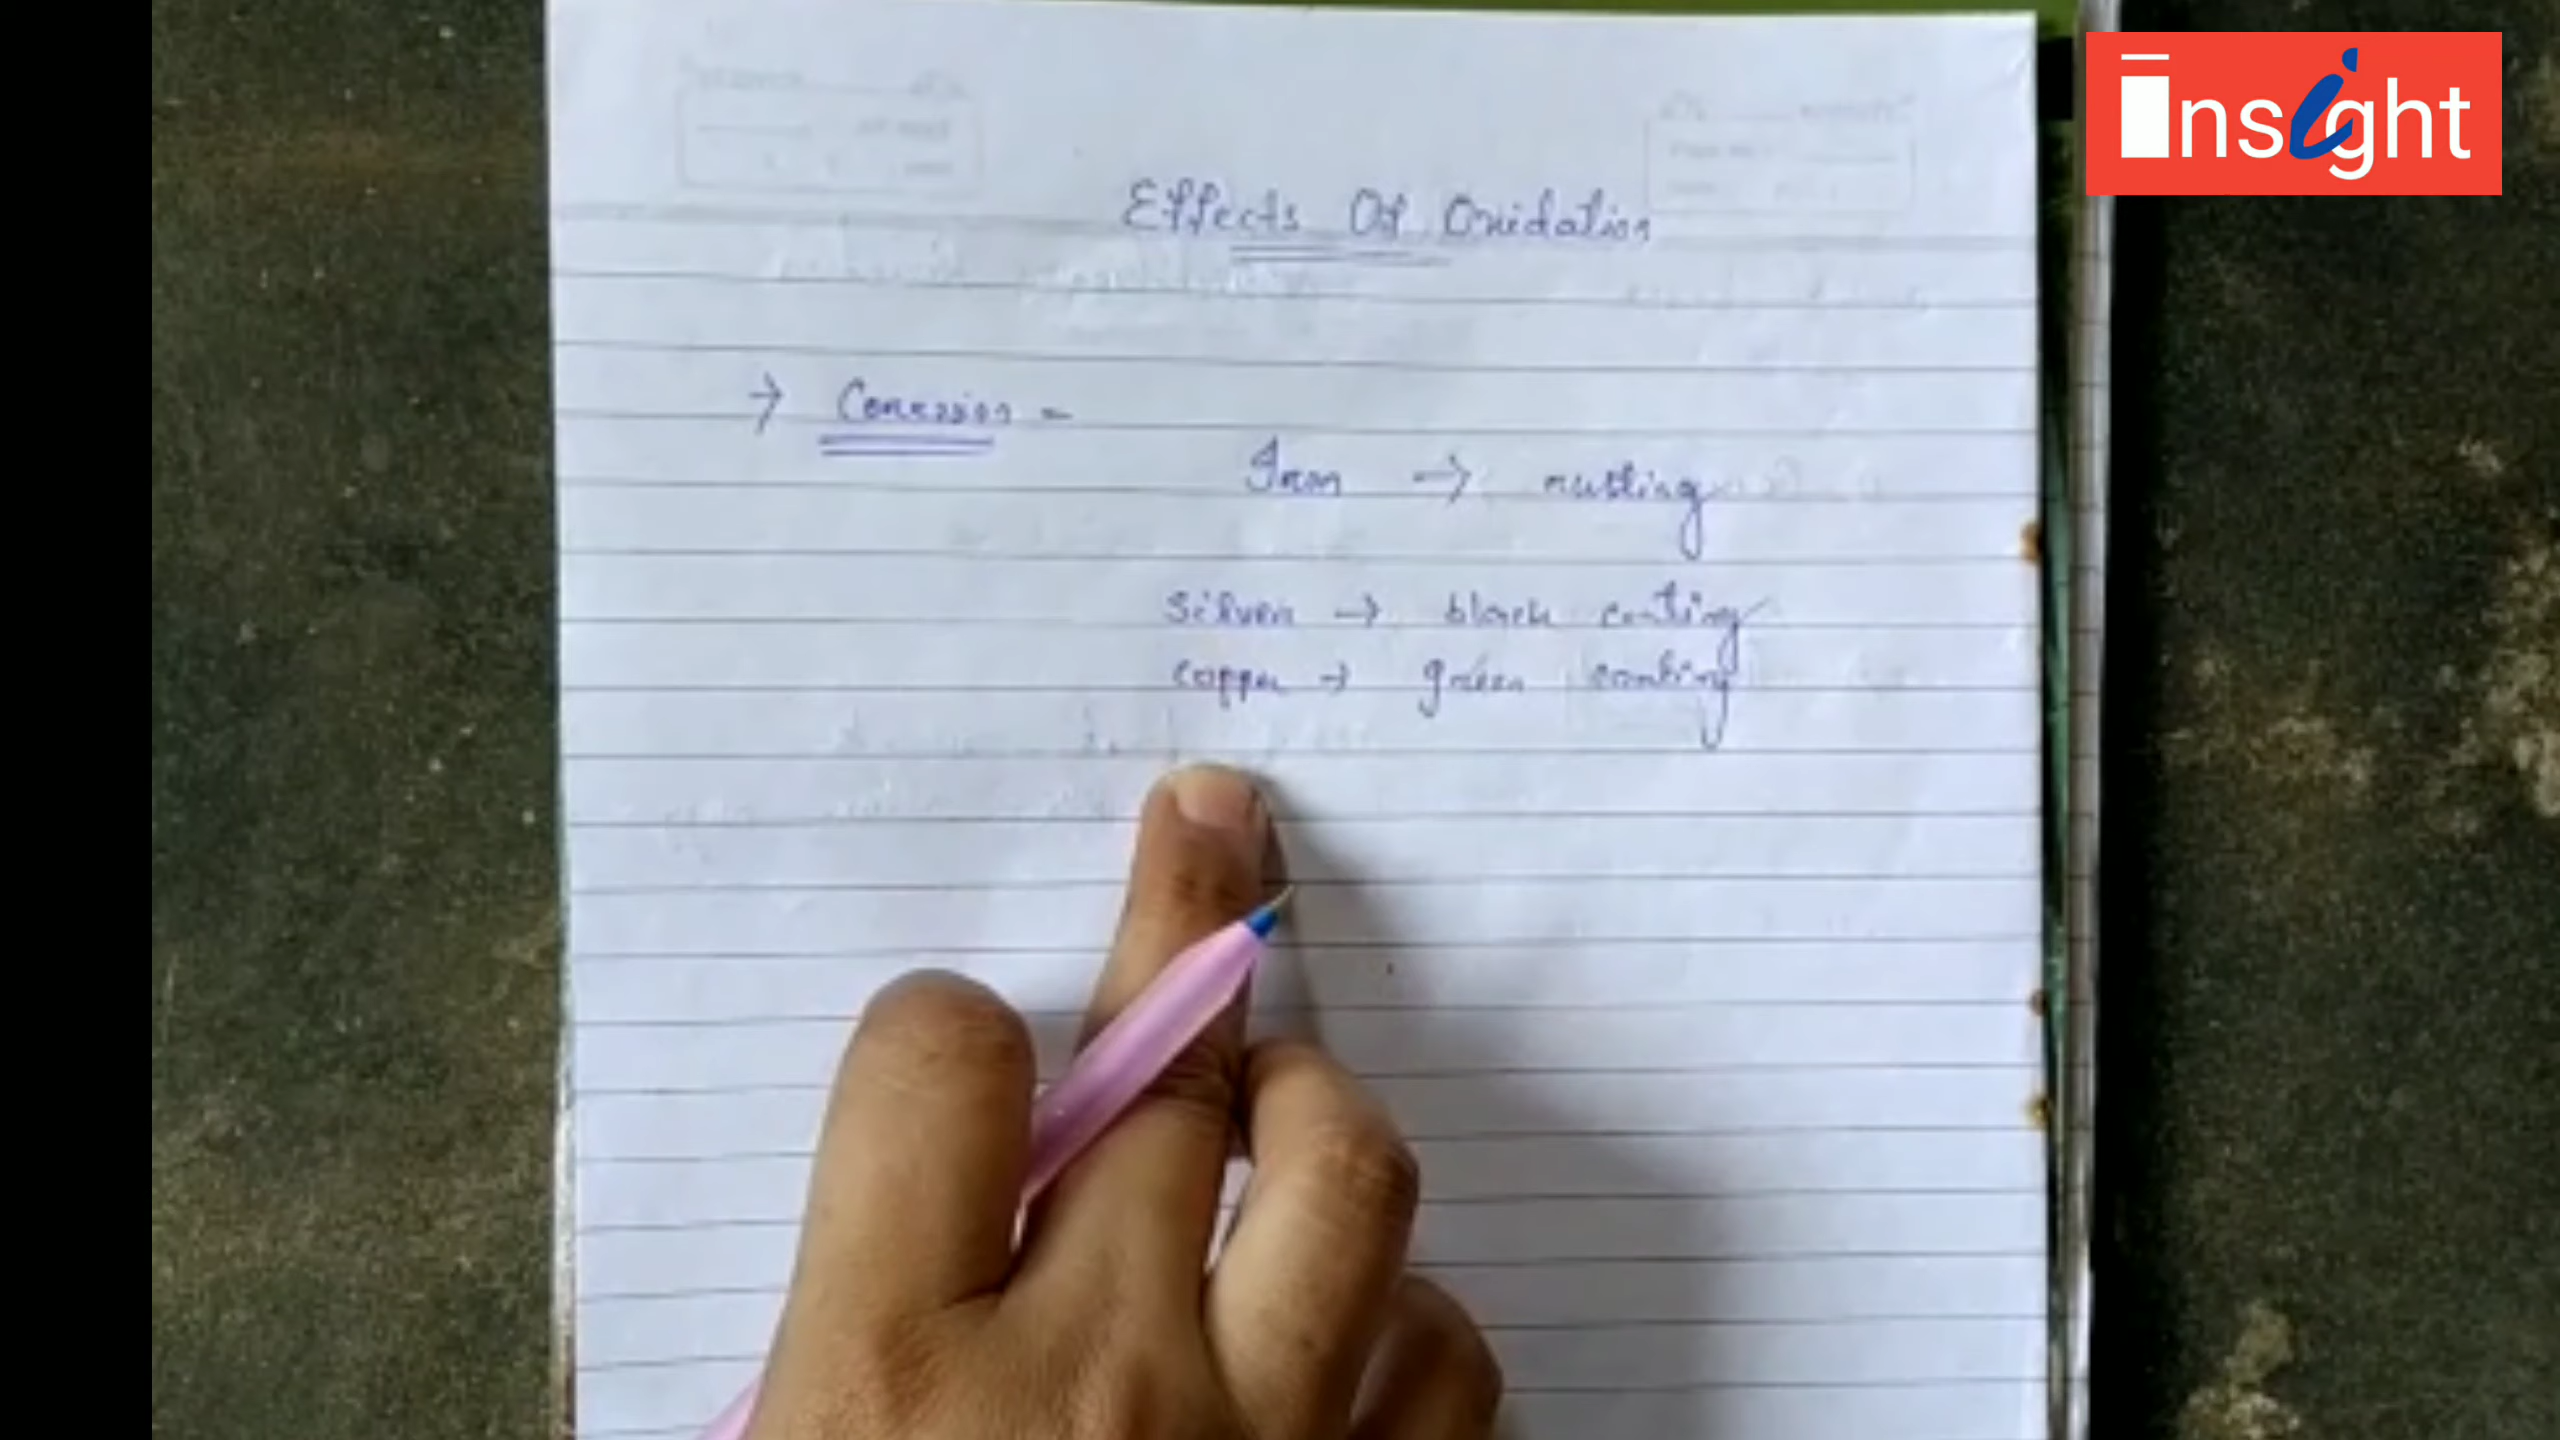 Insight
Effects Of Oxidation
→ Corrosion -
Iron → rusting
Silver → black coating
copper → green coating